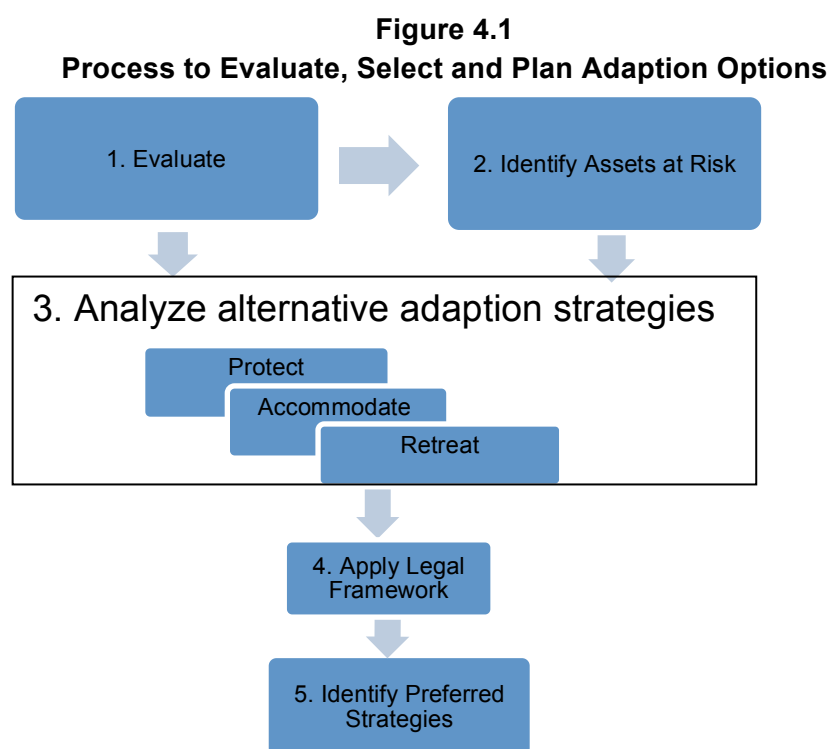 Figure 4.1
Process to Evaluate, Select and Plan Adaption Options
1. Evaluate
2. Identify Assets at Risk
3. Analyze alternative adaption strategies
Protect
Accommodate
Retreat
4. Apply Legal
Framework
5. Identify Preferred
Strategies